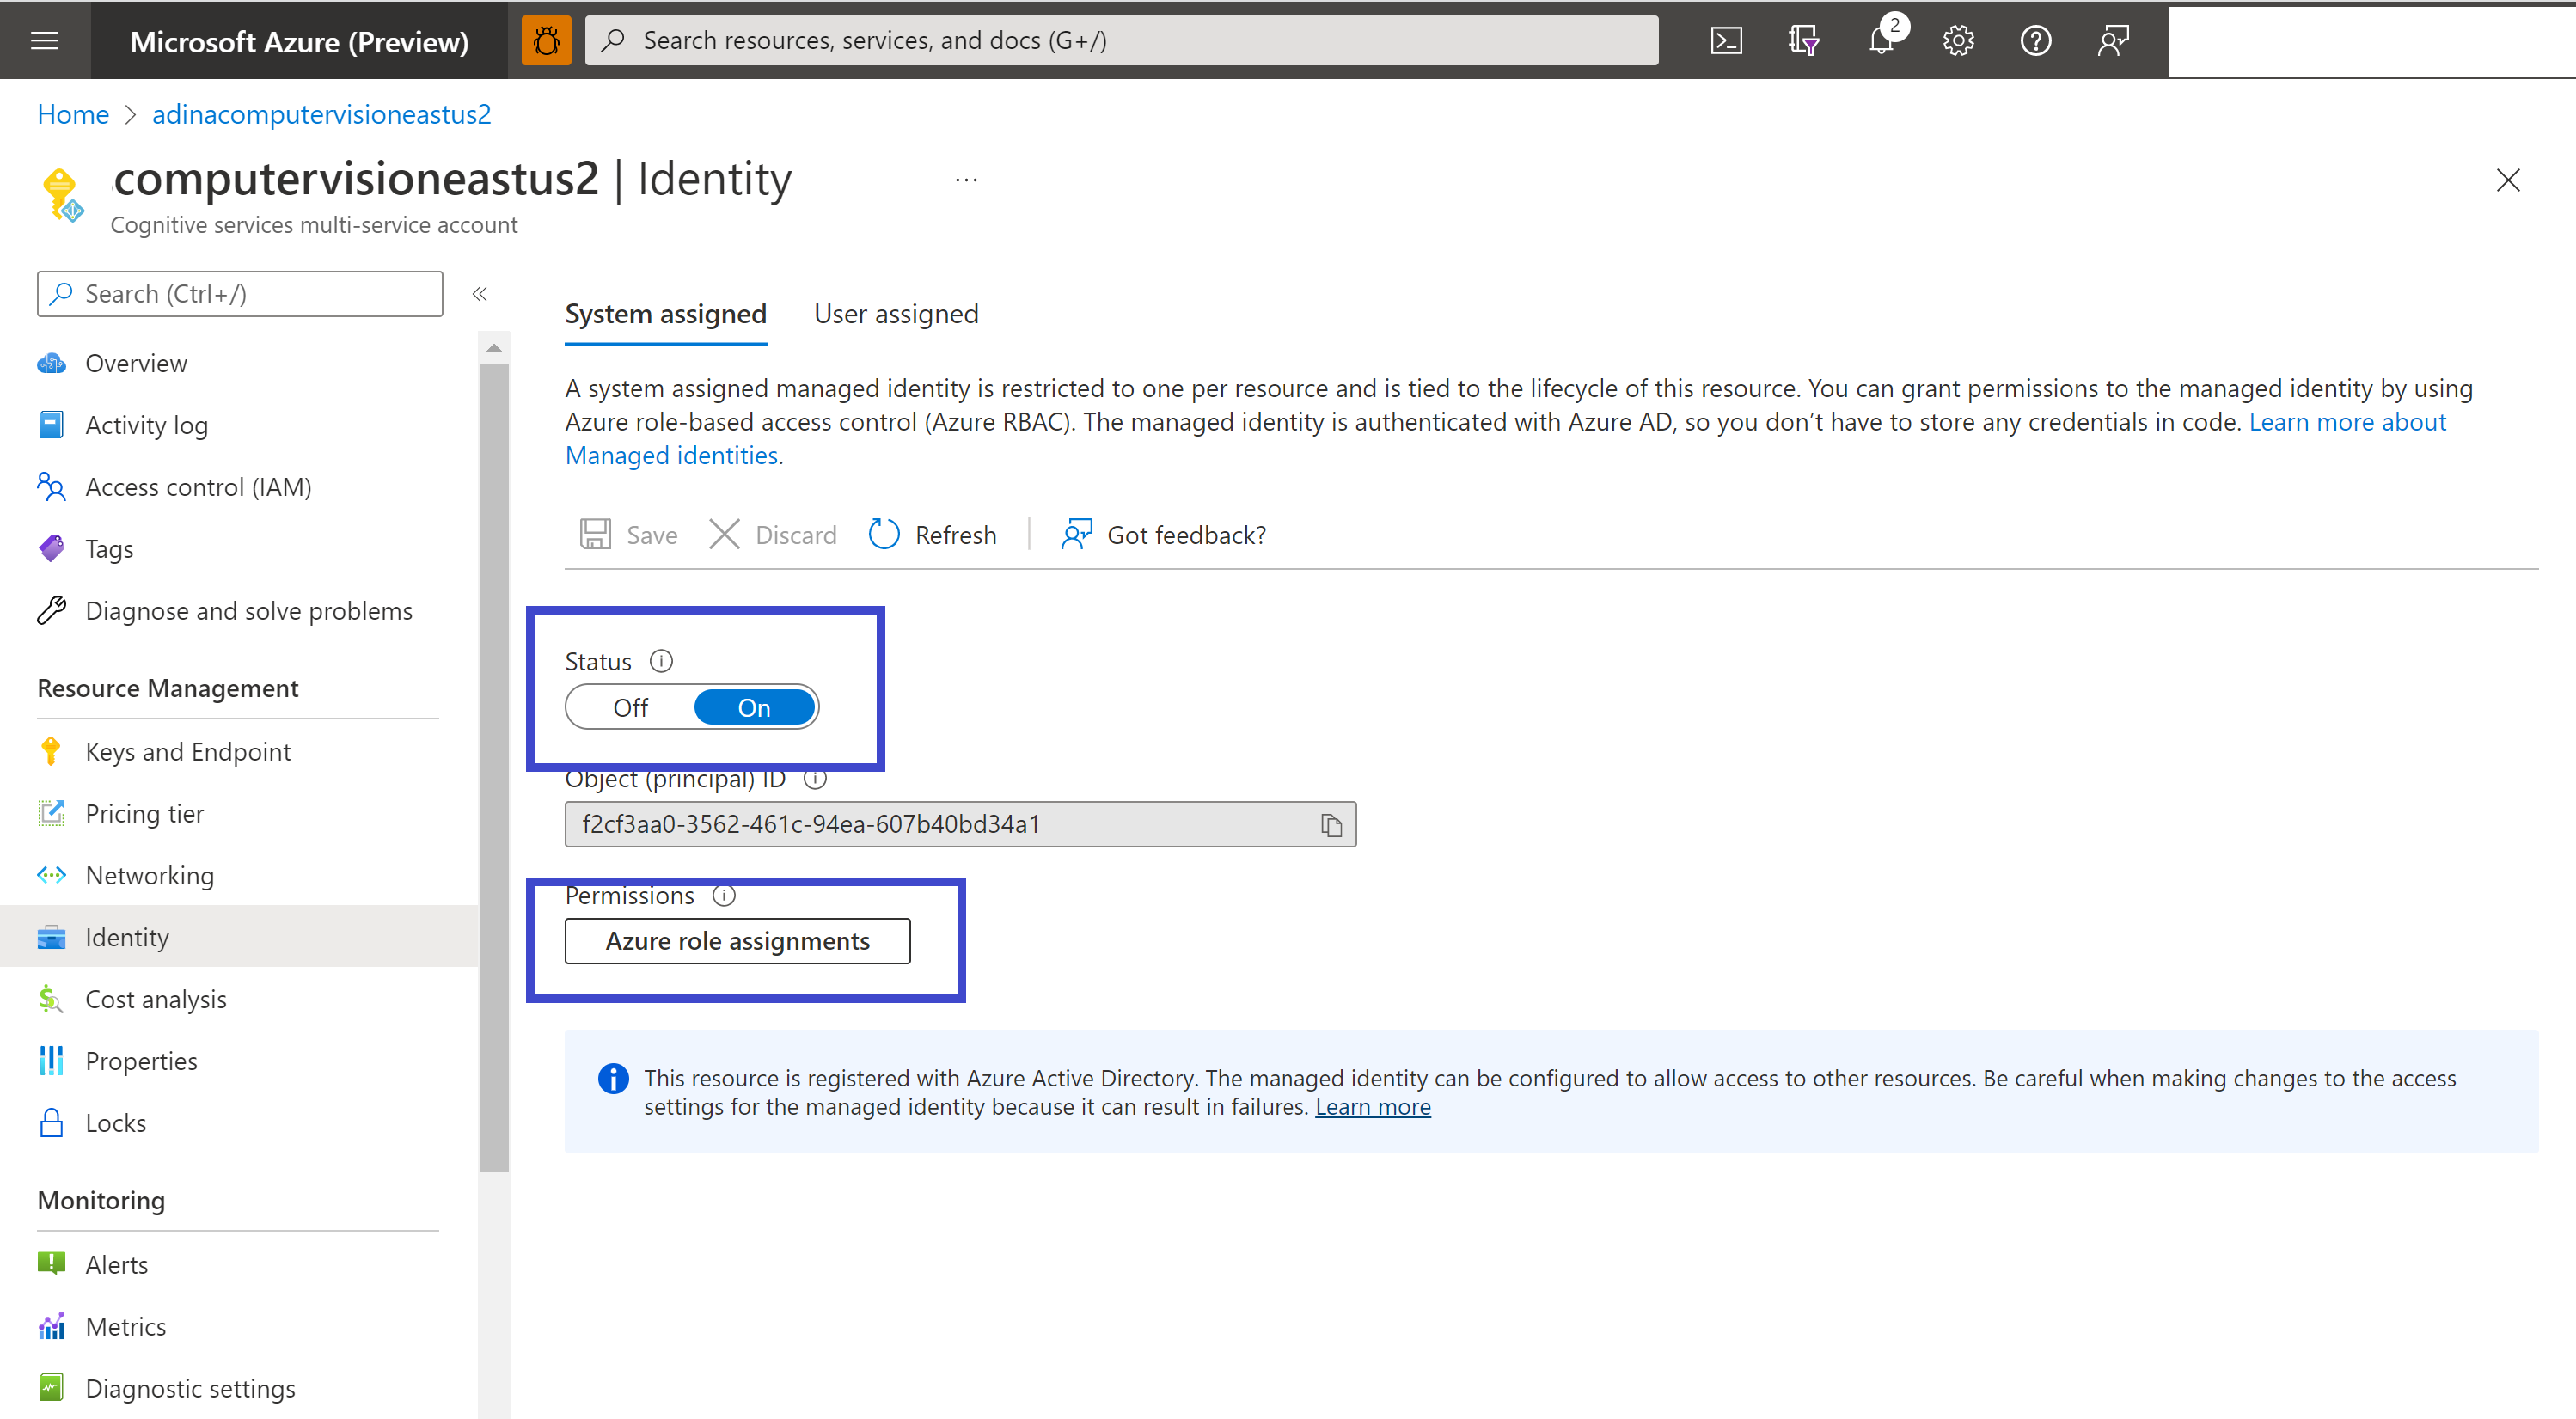 Microsoft Azure (Preview)
Search resources, services, and docs (G+/)
2
Home > adinacomputervisioneastus2
computervisioneastus2 | Identity
...
Cognitive services multi-service account
Search (Ctrl+/)
«
Overview
Activity log
Access control (IAM)
Tags
Diagnose and solve problems
Resource Management
Keys and Endpoint
Pricing tier
Networking
Identity
Cost analysis
Properties
Locks
Monitoring
Alerts
Metrics
Diagnostic settings
System assigned
User assigned
A system assigned managed identity is restricted to one per resource and is tied to the lifecycle of this resource. You can grant permissions to the managed identity by using
Azure role-based access control (Azure RBAC). The managed identity is authenticated with Azure AD, so you don’t have to store any credentials in code. Learn more about
Managed identities.
Save
Discard
Refresh
Got feedback?
Status
Off
On
Object (principal) ID
f2cf3aa0-3562-461c-94ea-607b40bd34a1
Permissions
Azure role assignments
This resource is registered with Azure Active Directory. The managed identity can be configured to allow access to other resources. Be careful when making changes to the access
settings for the managed identity because it can result in failures. Learn more